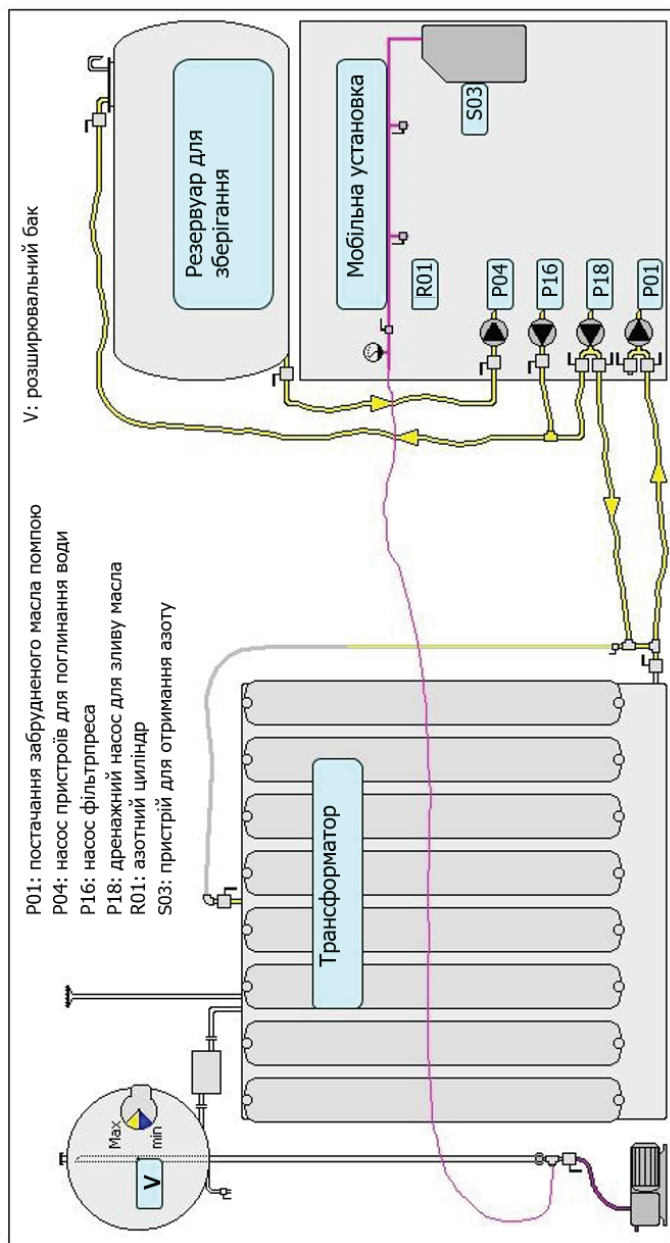 P01: постачання забрудненого масла помпою
P04: насос пристроїв для поглинання води
P16: насос фільтрпреса
P18: дренажний насос для зливу масла
R01: азотний циліндр
S03: пристрій для отримання азоту
V: розширювальний бак
Max
min
V
Трансформатор
Резервуар для
зберігання
Мобільна установка
S03
R01
P04
P16
P18
P01